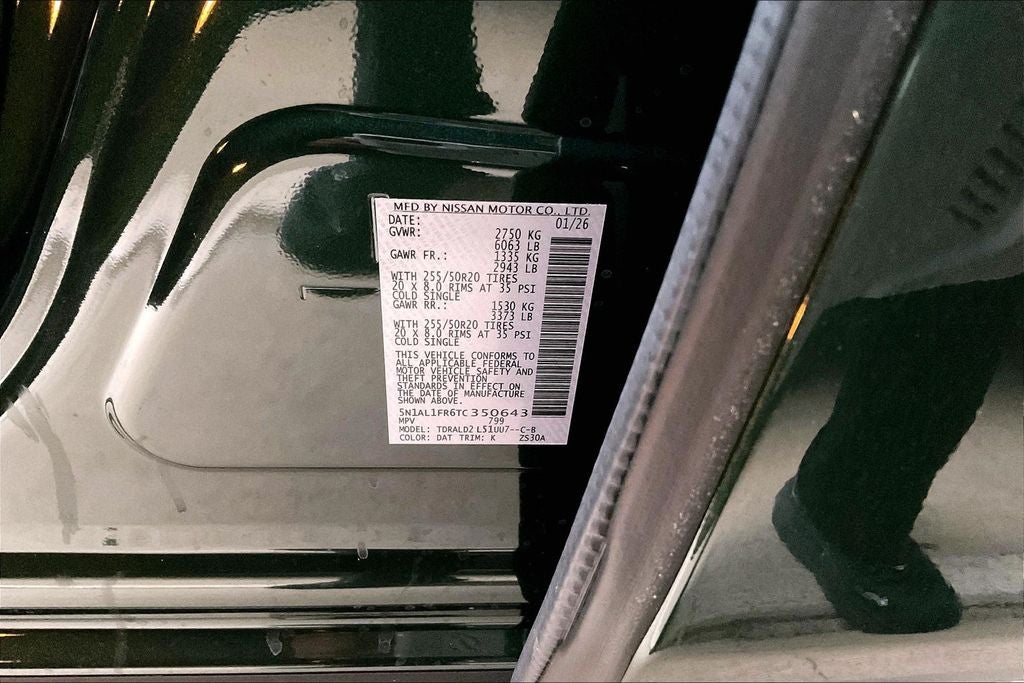 MFD BY NISSAN MOTOR CO., LTD.
DATE: 01/26
GVWR: 2750 KG
6063 LB
GAWR FR.: 1335 KG
2943 LB
WITH 255/50R20 TIRES
20 X 8.0 RIMS AT 35 PSI
COLD SINGLE
GAWR RR.: 1530 KG
3373 LB
WITH 255/50R20 TIRES
20 X 8.0 RIMS AT 35 PSI
COLD SINGLE
THIS VEHICLE CONFORMS TO
ALL APPLICABLE FEDERAL
MOTOR VEHICLE SAFETY AND
THEFT PREVENTION
STANDARDS IN EFFECT ON
THE DATE OF MANUFACTURE
SHOWN ABOVE.
5N1AL1FR6TC350643
MPV 799
MODEL: TDRALD2 L51UU7--C-B
COLOR: DAT TRIM: K ZS30A